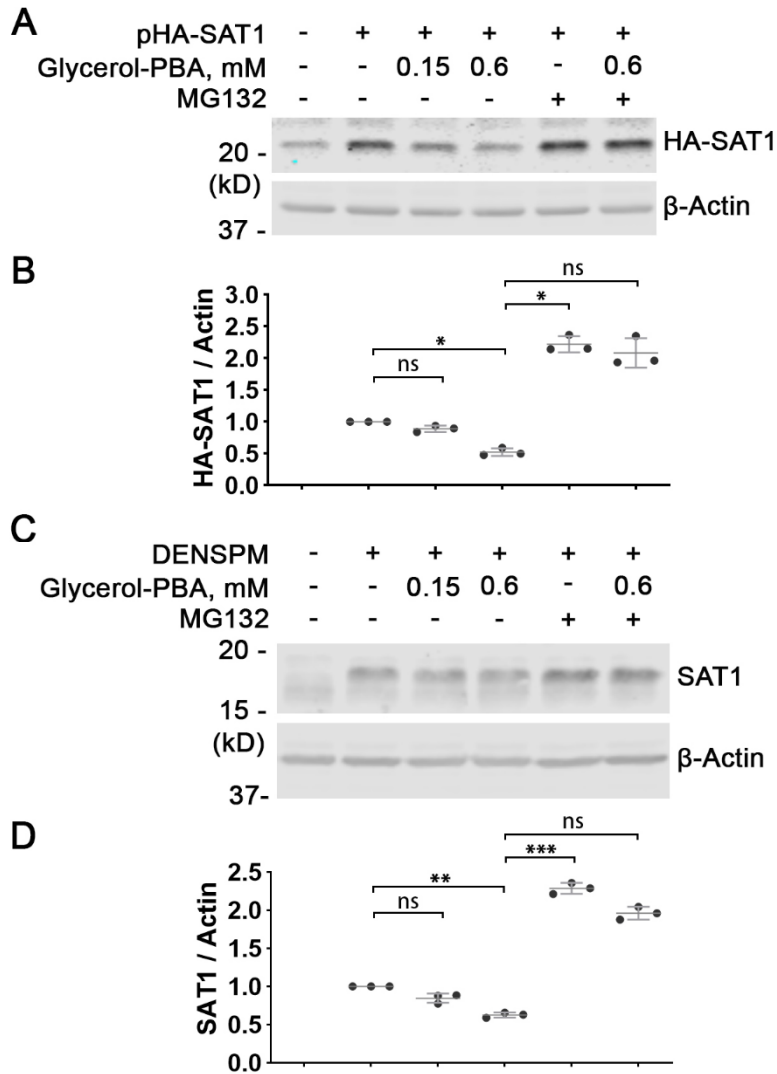 A
pHA-SAT1 - + + + + +
Glycerol-PBA, mM - - 0.15 0.6 - 0.6
MG132 - - - - + +
20 -
HA-SAT1
(kD)
β-Actin
37 -
B
ns
*
*
ns
HA-SAT1 / Actin
3.0
2.5
2.0
1.5
1.0
0.5
0.0
C
DENSPM - + + + + +
Glycerol-PBA, mM - - 0.15 0.6 - 0.6
MG132 - - - - + +
20 -
SAT1
15 -
(kD)
β-Actin
37-
D
ns
***
**
ns
SAT1 / Actin
2.5
2.0
1.5
1.0
0.5
0.0